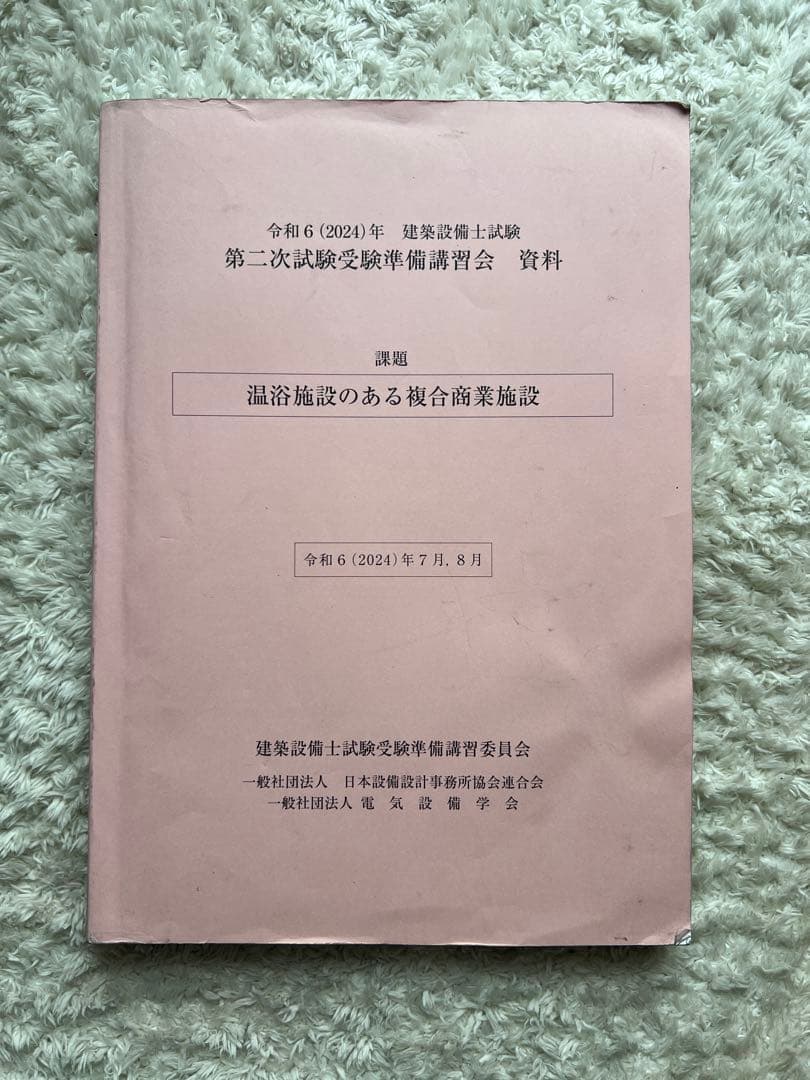 令和6(2024)年　建築設備士試験
第二次試験受験準備講習会　資料
課題
温浴施設のある複合商業施設
令和6(2024)年7月,8月
建築設備士試験受験準備講習委員会
一般社団法人　日本設備設計事務所協会連合会
一般社団法人 電　気　設　備　学　会